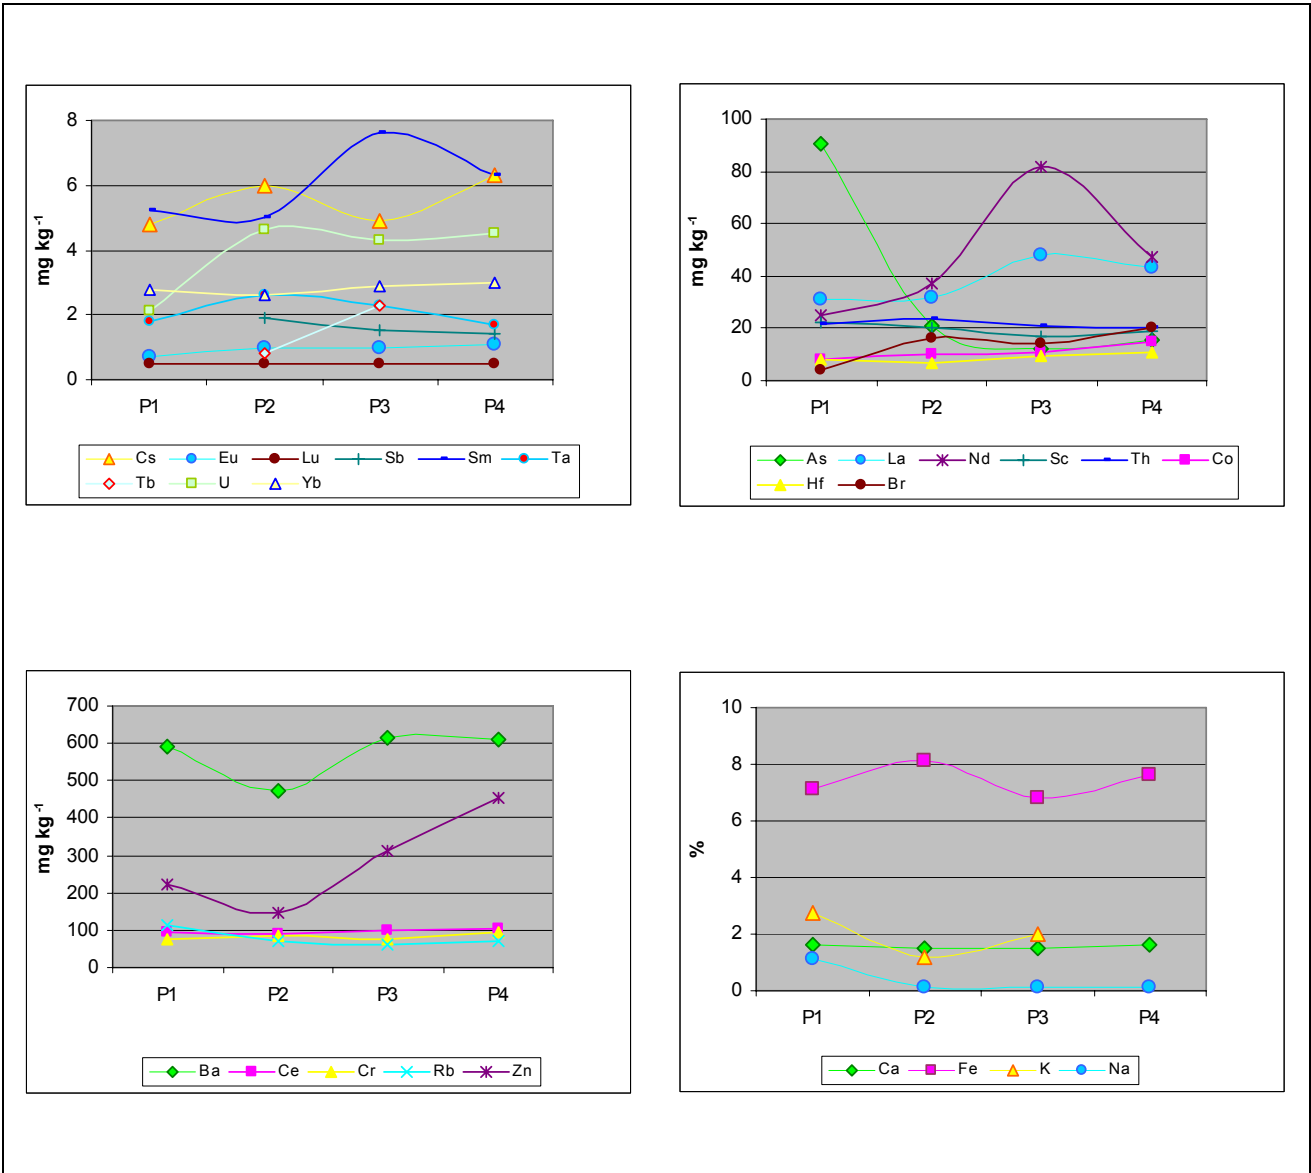 8
6
4
2
0
mg kg-1
P1 P2 P3 P4
Cs Eu Lu Sb Sm Ta
Tb U Yb
100
80
60
40
20
0
mg kg-1
P1 P2 P3 P4
As La Nd Sc Th Co
Hf Br
700
600
500
400
300
200
100
0
mg kg-1
P1 P2 P3 P4
Ba Ce Cr Rb Zn
10
8
6
4
2
0
%
P1 P2 P3 P4
Ca Fe K Na